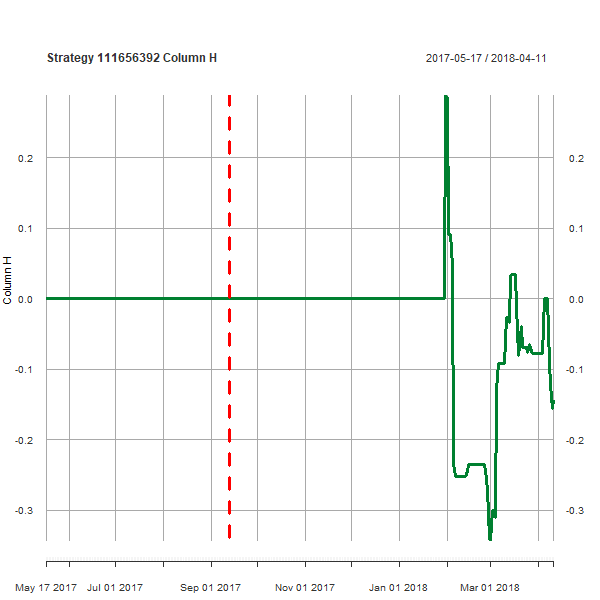 Strategy 111656392 Column H
2017-05-17 / 2018-04-11
0.2 0.2
0.1 0.1
0.0 0.0
-0.1 -0.1
-0.2 -0.2
-0.3 -0.3
Column H
May 17 2017 Jul 01 2017 Sep 01 2017 Nov 01 2017 Jan 01 2018 Mar 01 2018